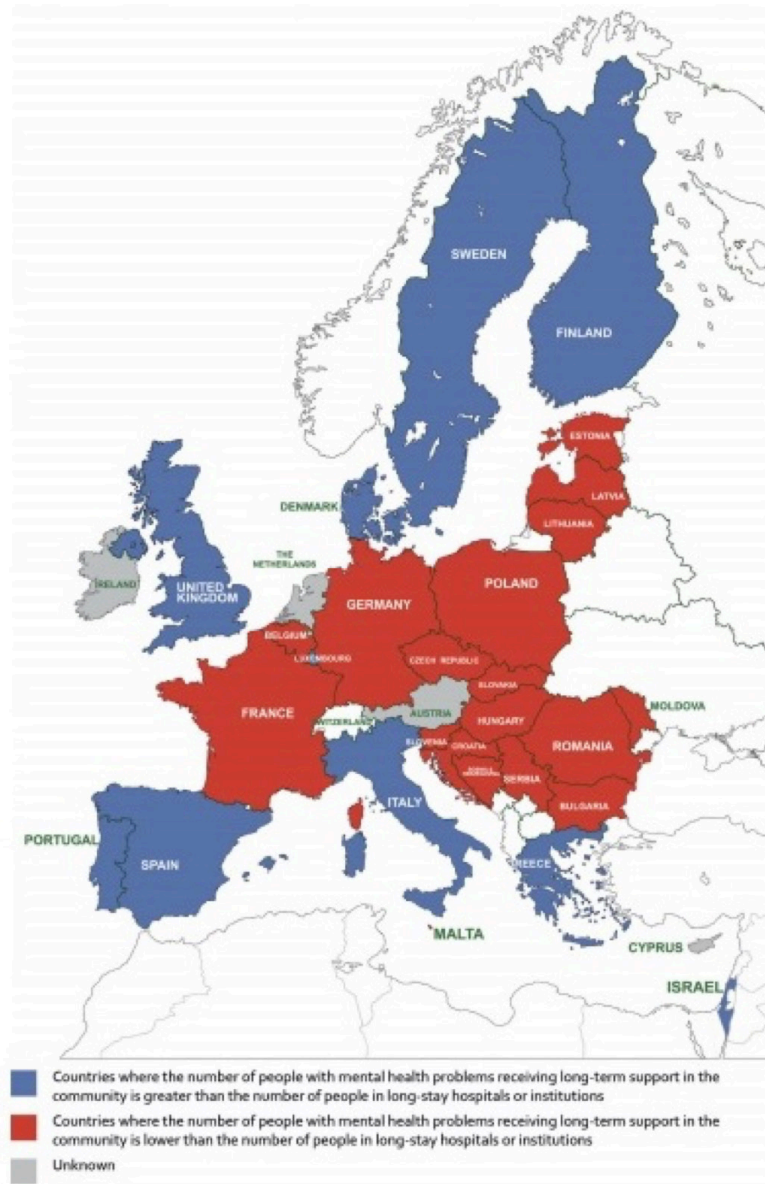 SWEDEN
FINLAND
ESTONIA
LATVIA
LITHUANIA
DENMARK
THE
NETHERLANDS
IRELAND
UNITED
KINGDOM
POLAND
GERMANY
BELGIUM
LUXEMBOURG
CZECH REPUBLIC
SLOVAKIA
FRANCE
SWITZERLAND
AUSTRIA
HUNGARY
MOLDOVA
SLOVENIA
CROATIA
ROMANIA
SERBIA
ITALY
BULGARIA
PORTUGAL
SPAIN
GREECE
MALTA
CYPRUS
ISRAEL
Countries where the number of people with mental health problems receiving long-term support in the
community is greater than the number of people in long-stay hospitals or institutions
Countries where the number of people with mental health problems receiving long-term support in the
community is lower than the number of people in long-stay hospitals or institutions
Unknown